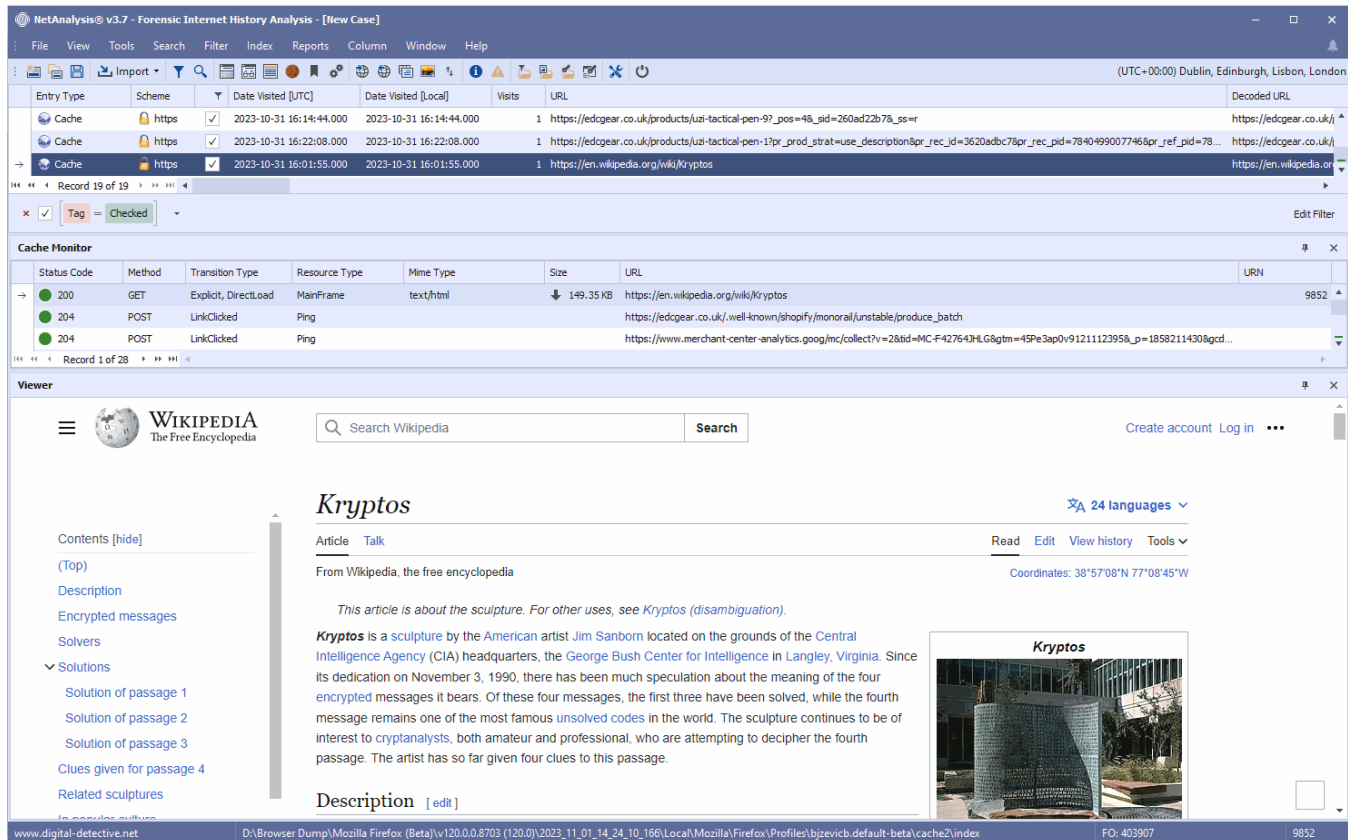 NetAnalysis® v3.7 - Forensic Internet History Analysis - [New Case]
File View Tools Search Filter Index Reports Column Window Help
Import (UTC+00:00) Dublin, Edinburgh, Lisbon, London
Entry Type Scheme Date Visited [UTC] Date Visited [Local] Visits URL Decoded URL
Cache https 2023-10-31 16:14:44.000 2023-10-31 16:14:44.000 1 https://edcgear.co.uk/products/uzi-tactical-pen-9?_pos=4&_sid=260ad22b7&_ss=r https://edcgear.co.uk/
Cache https 2023-10-31 16:22:08.000 2023-10-31 16:22:08.000 1 https://edcgear.co.uk/products/uzi-tactical-pen-1?pr_prod_strat=use_description&pr_rec_id=3620adbc7&pr_rec_pid=7840499007746&pr_ref_pid=78... https://edcgear.co.uk/
Cache https 2023-10-31 16:01:55.000 2023-10-31 16:01:55.000 1 https://en.wikipedia.org/wiki/Kryptos https://en.wikipedia.or
Record 19 of 19
Tag = Checked Edit Filter
Cache Monitor
Status Code Method Transition Type Resource Type Mime Type Size URL URN
200 GET Explicit, DirectLoad MainFrame text/html 149.35 KB https://en.wikipedia.org/wiki/Kryptos 9852
204 POST LinkClicked Ping https://edcgear.co.uk/.well-known/shopify/monorail/unstable/produce_batch
204 POST LinkClicked Ping https://www.merchant-center-analytics.goog/mc/collect?v=2&tid=MC-F42764JHLG&gtm=45Pe3ap0v9121112395&_p=1858211430&gcd...
Record 1 of 28
Viewer
WIKIPEDIA
The Free Encyclopedia
Search Wikipedia Search
Create account Log in •••
Kryptos
24 languages
Contents [hide]
(Top)
Description
Encrypted messages
Solvers
Solutions
Solution of passage 1
Solution of passage 2
Solution of passage 3
Clues given for passage 4
Related sculptures
In popular culture
Article Talk Read Edit View history Tools
From Wikipedia, the free encyclopedia
Coordinates: 38°57′08″N 77°08′45″W
This article is about the sculpture. For other uses, see Kryptos (disambiguation).
Kryptos is a sculpture by the American artist Jim Sanborn located on the grounds of the Central
Intelligence Agency (CIA) headquarters, the George Bush Center for Intelligence in Langley, Virginia. Since
its dedication on November 3, 1990, there has been much speculation about the meaning of the four
encrypted messages it bears. Of these four messages, the first three have been solved, while the fourth
message remains one of the most famous unsolved codes in the world. The sculpture continues to be of
interest to cryptanalysts, both amateur and professional, who are attempting to decipher the fourth
passage. The artist has so far given four clues to this passage.
Kryptos
Description [edit]
www.digital-detective.net D:\Browser Dump\Mozilla Firefox (Beta)\v120.0.0.8703 (120.0)\2023_11_01_14_24_10_166\Local\Mozilla\Firefox\Profiles\bjzevicb.default-beta\cache2\index FO: 403907 9852